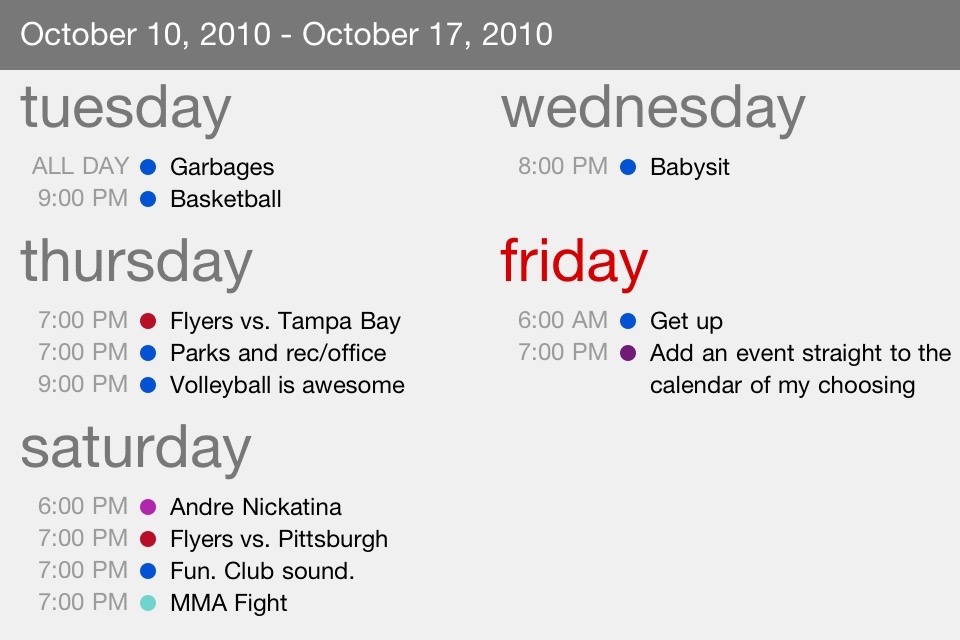 October 10, 2010 - October 17, 2010
tuesday
ALL DAY Garbages
9:00 PM Basketball
wednesday
8:00 PM Babysit
thursday
7:00 PM Flyers vs. Tampa Bay
7:00 PM Parks and rec/office
9:00 PM Volleyball is awesome
friday
6:00 AM Get up
7:00 PM Add an event straight to the
calendar of my choosing
saturday
6:00 PM Andre Nickatina
7:00 PM Flyers vs. Pittsburgh
7:00 PM Fun. Club sound.
7:00 PM MMA Fight